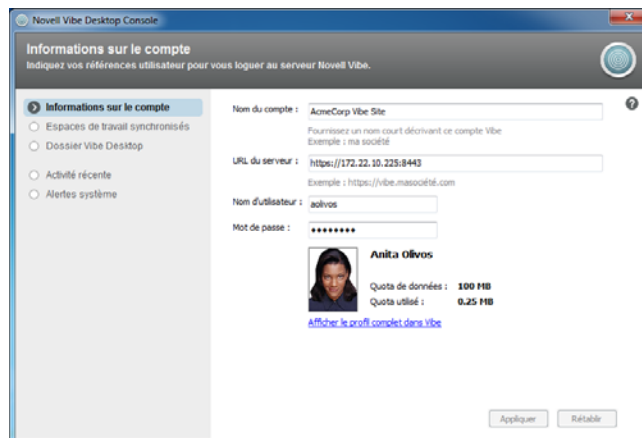 Novell Vibe Desktop Console
Informations sur le compte
Indiquez vos références utilisateur pour vous loguer au serveur Novell Vibe.
Informations sur le compte
Espaces de travail synchronisés
Dossier Vibe Desktop
Activité récente
Alertes système
Nom du compte :
AcmeCorp Vibe Site
Fournissez un nom court décrivant ce compte Vibe
Exemple : ma société
URL du serveur :
https://172.22.10.225:8443
Exemple : https://vibe.masociété.com
Nom d'utilisateur :
aolivos
Mot de passe :
••••••••
Anita Olivos
Quota de données : 100 MB
Quota utilisé : 0.25 MB
Afficher le profil complet dans Vibe
Appliquer
Rétablir